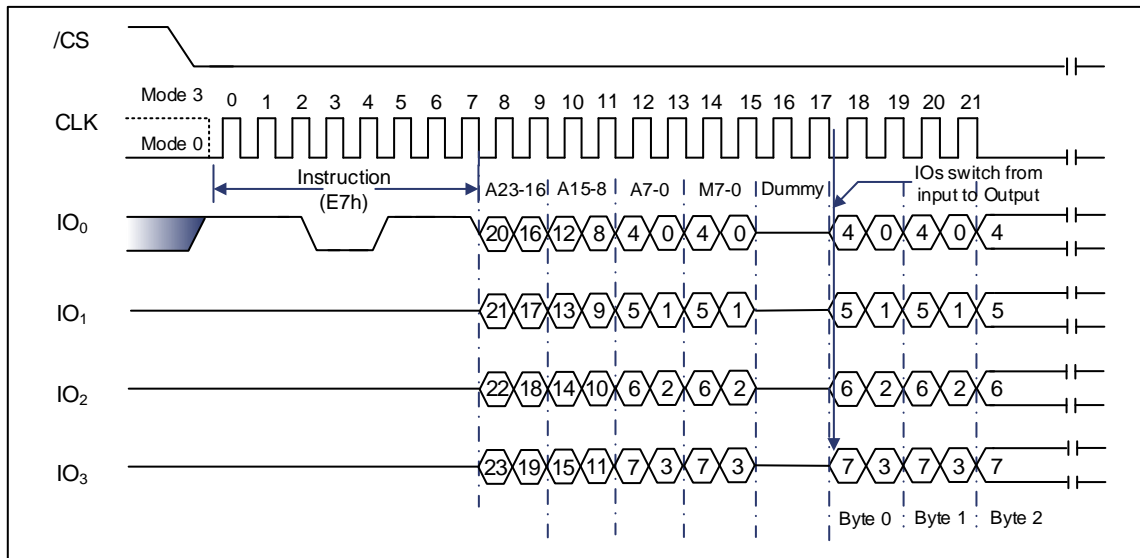 /CS
Mode 3 0 1 2 3 4 5 6 7 8 9 10 11 12 13 14 15 16 17 18 19 20 21
CLK
Mode 0
Instruction
(E7h)
A23-16 A15-8 A7-0 M7-0 Dummy
IOs switch from
input to Output
IO0 20 16 12 8 4 0 4 0 4 0 4 0 4
IO1 21 17 13 9 5 1 5 1 5 1 5 1 5
IO2 22 18 14 10 6 2 6 2 6 2 6 2 6
IO3 23 19 15 11 7 3 7 3 7 3 7 3 7
Byte 0 Byte 1 Byte 2